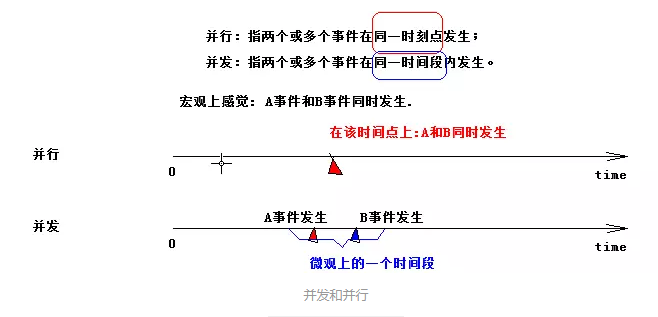 并行：指两个或多个事件在同一时刻点发生；
并发：指两个或多个事件在同一时间段内发生。
宏观上感觉：A事件和B事件同时发生.
在该时间点上:A和B同时发生
并行
0
time
A事件发生 B事件发生
并发
0
time
微观上的一个时间段
并发和并行